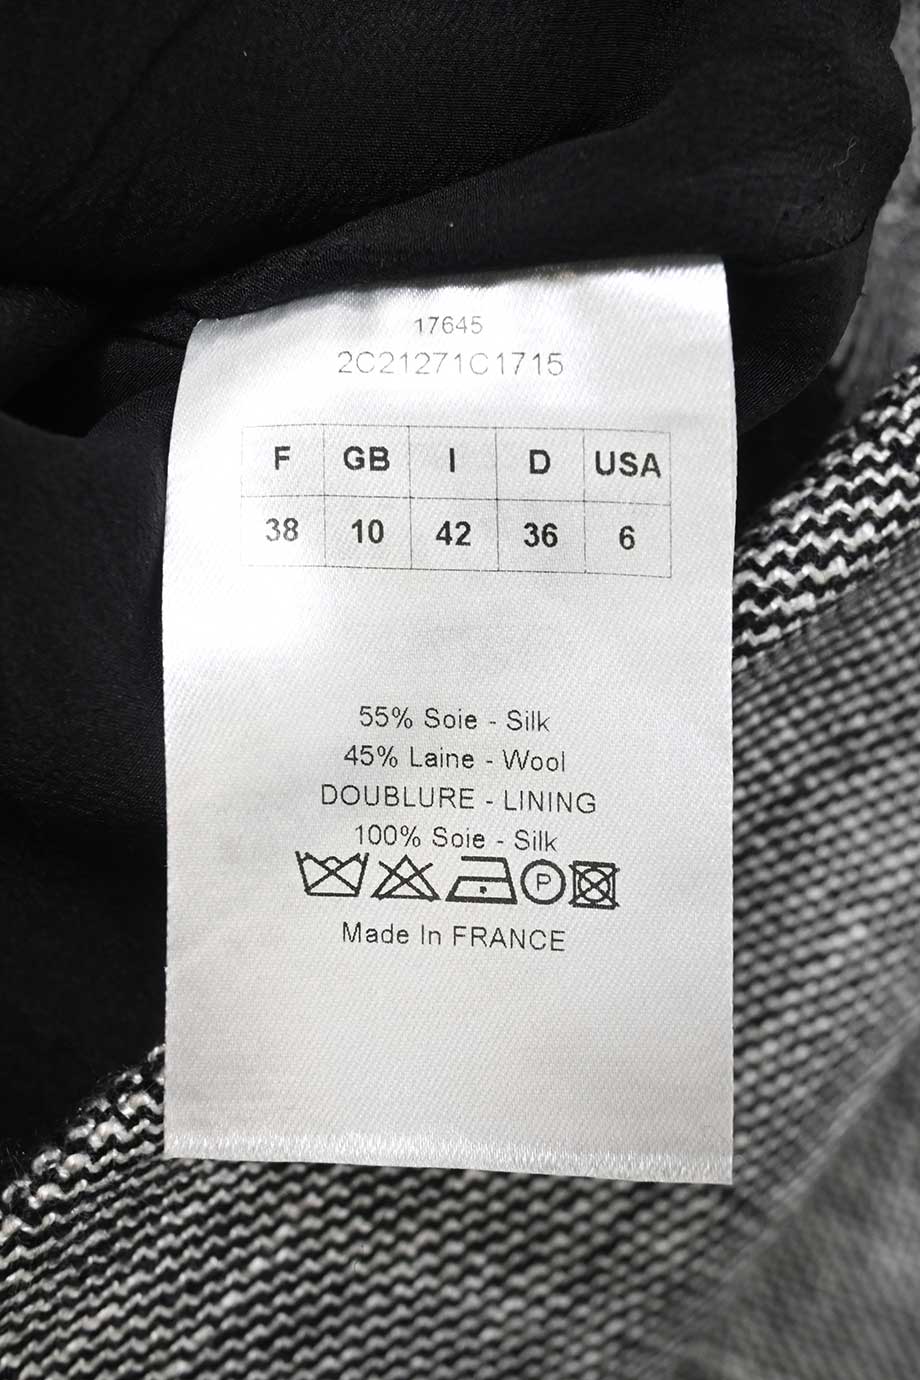 17645
2C21271C1715
F GB I D USA
38 10 42 36 6
55% Soie - Silk
45% Laine - Wool
DOUBLURE - LINING
100% Soie - Silk
P
Made In FRANCE